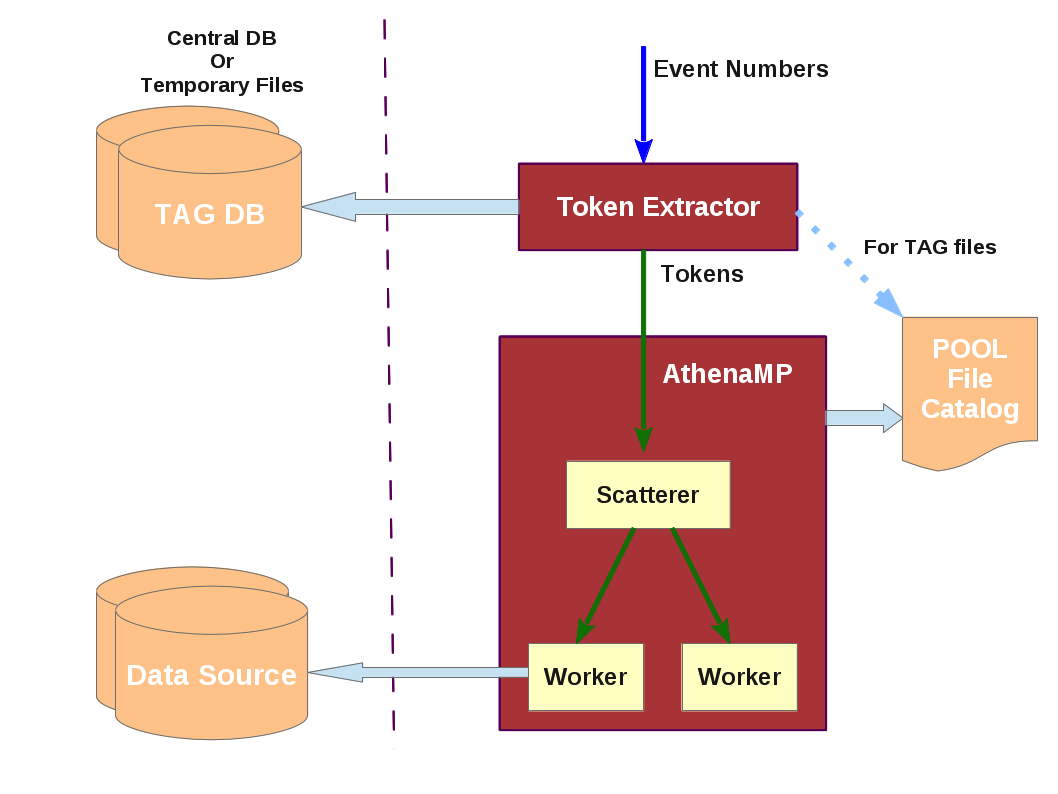 Central DB
Or
Temporary Files
Event Numbers
TAG DB
Token Extractor
For TAG files
Tokens
POOL
File
Catalog
AthenaMP
Scatterer
Data Source
Worker
Worker